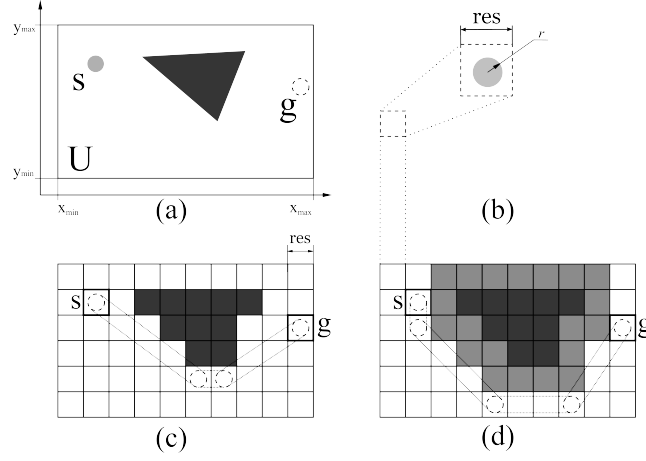 y_max
s
g
U
y_min
x_min
x_max
(a)
res
r
(b)
res
s
g
(c)
s
g
(d)